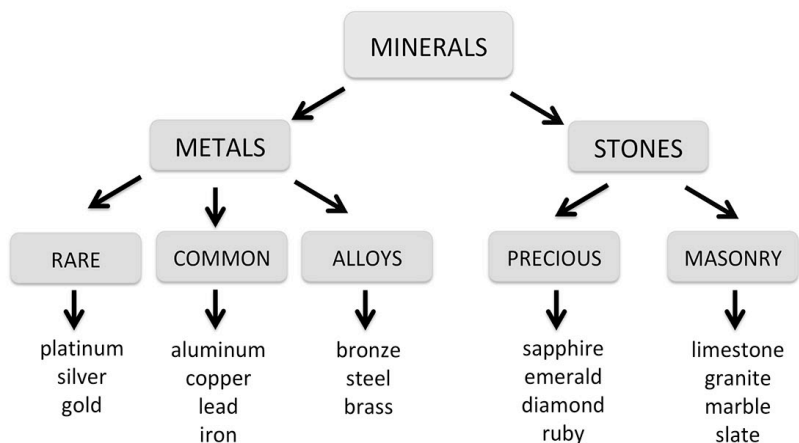 MINERALS
METALS
STONES
RARE
COMMON
ALLOYS
PRECIOUS
MASONRY
platinum
silver
gold
aluminum
copper
lead
iron
bronze
steel
brass
sapphire
emerald
diamond
ruby
limestone
granite
marble
slate